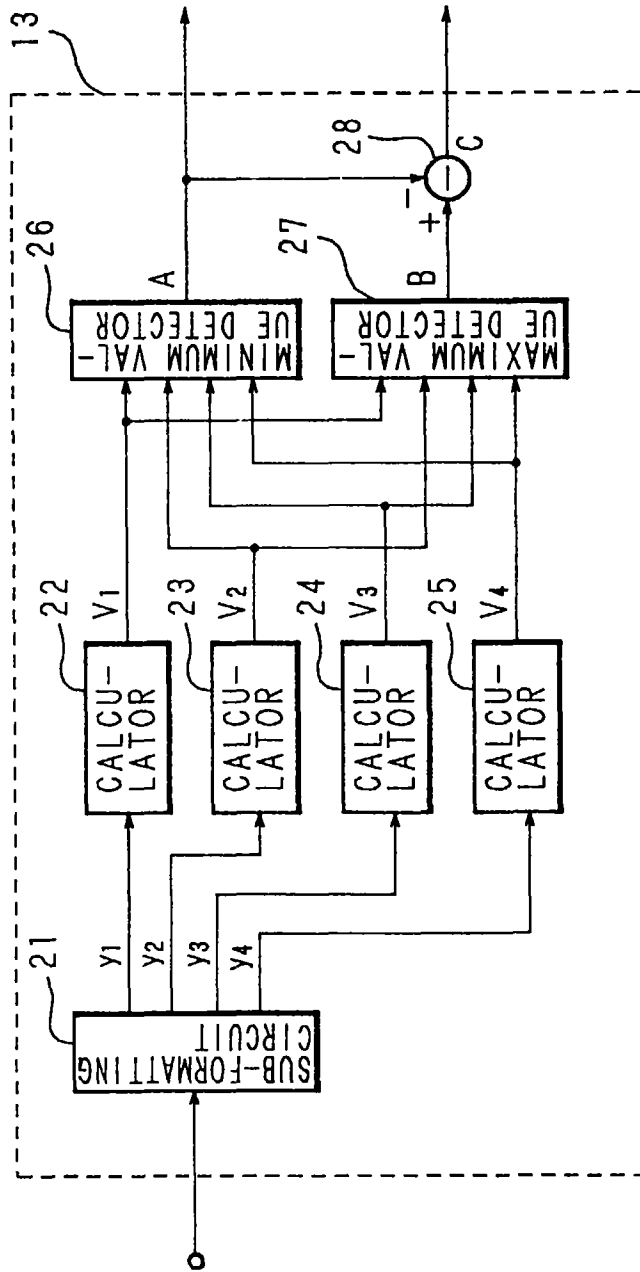 13
21
SUB-FORMATTING
CIRCUIT
y1
y2
y3
y4
22
CALCU-
LATOR
V1
23
CALCU-
LATOR
V2
24
CALCU-
LATOR
V3
25
CALCU-
LATOR
V4
26
MINIMUM VAL-
UE DETECTOR
A
27
MAXIMUM VAL-
UE DETECTOR
B
28
+
-
-
C